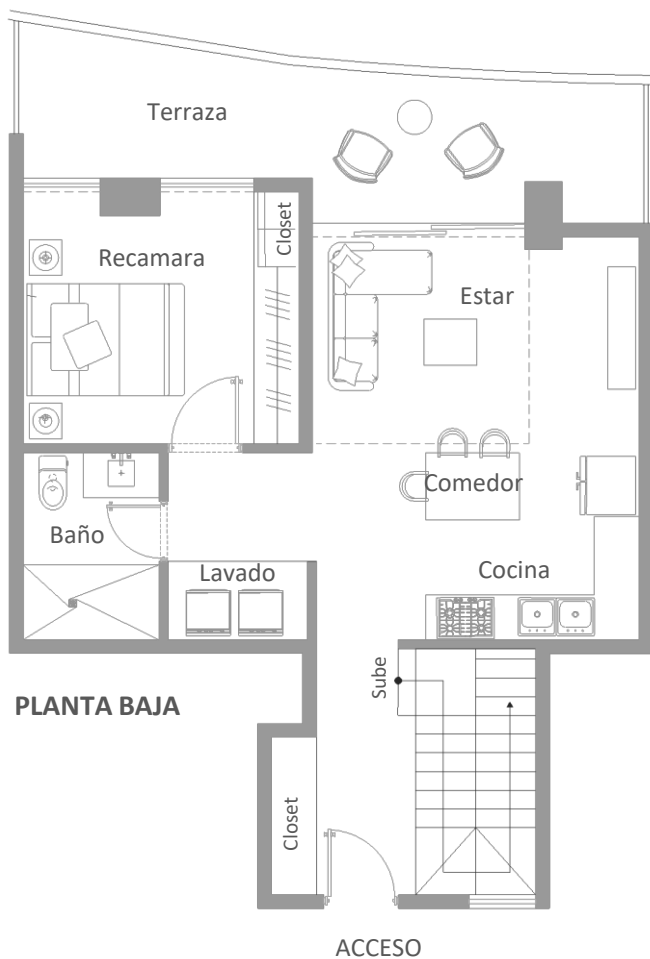 Terraza
Closet
Recamara
Estar
Comedor
Baño
Lavado
Cocina
Sube
PLANTA BAJA
Closet
ACCESO